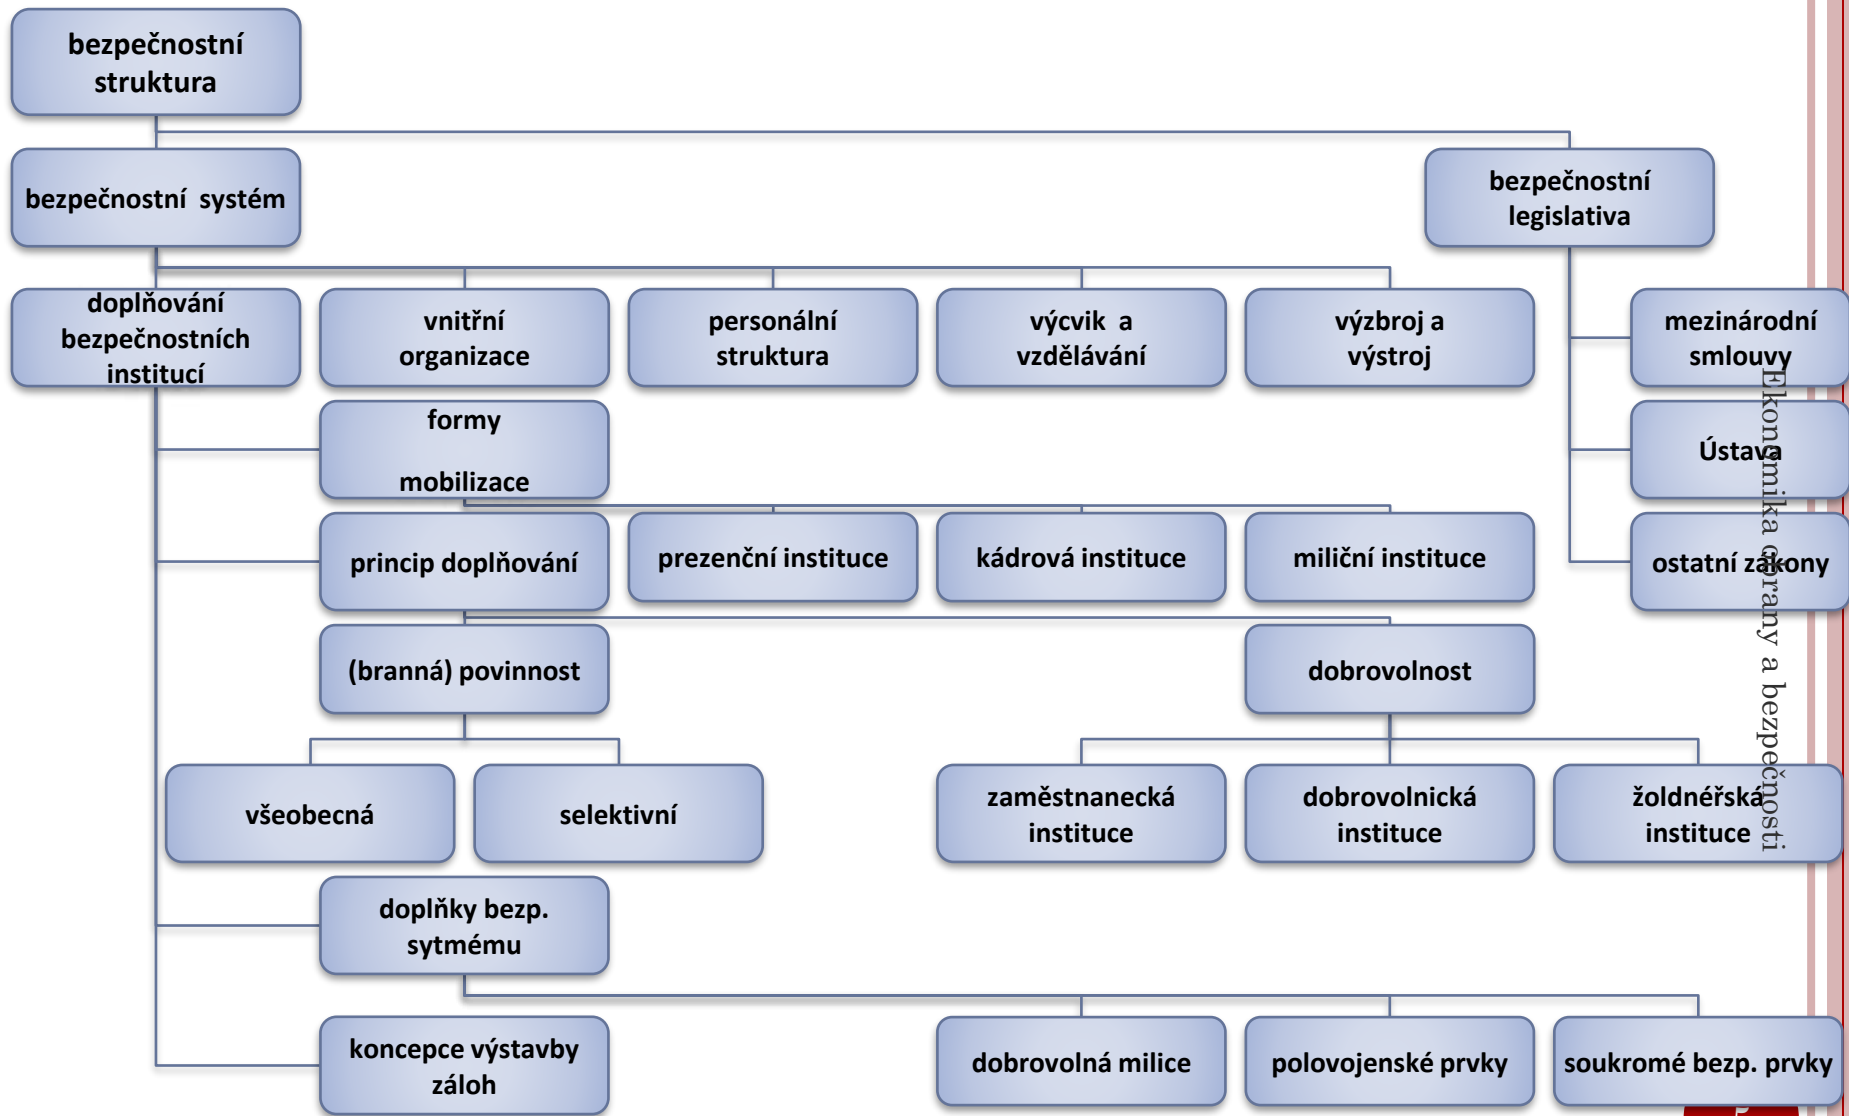 bezpečnostní
struktura
bezpečnostní systém
bezpečnostní
legislativa
doplňování
bezpečnostních
institucí
vnitřní
organizace
personální
struktura
výcvik a
vzdělávání
výzbroj a
výstroj
mezinárodní
smlouvy
formy
mobilizace
Ústava
princip doplňování
prezenční instituce
kádrová instituce
miliční instituce
ostatní zákony
(branná) povinnost
dobrovolnost
všeobecná
selektivní
zaměstnanecká
instituce
dobrovolnická
instituce
žoldnéřská
instituce
doplňky bezp.
sytmému
koncepce výstavby
záloh
dobrovolná milice
polovojenské prvky
soukromé bezp. prvky
Ekonomika obrany a bezpečnosti